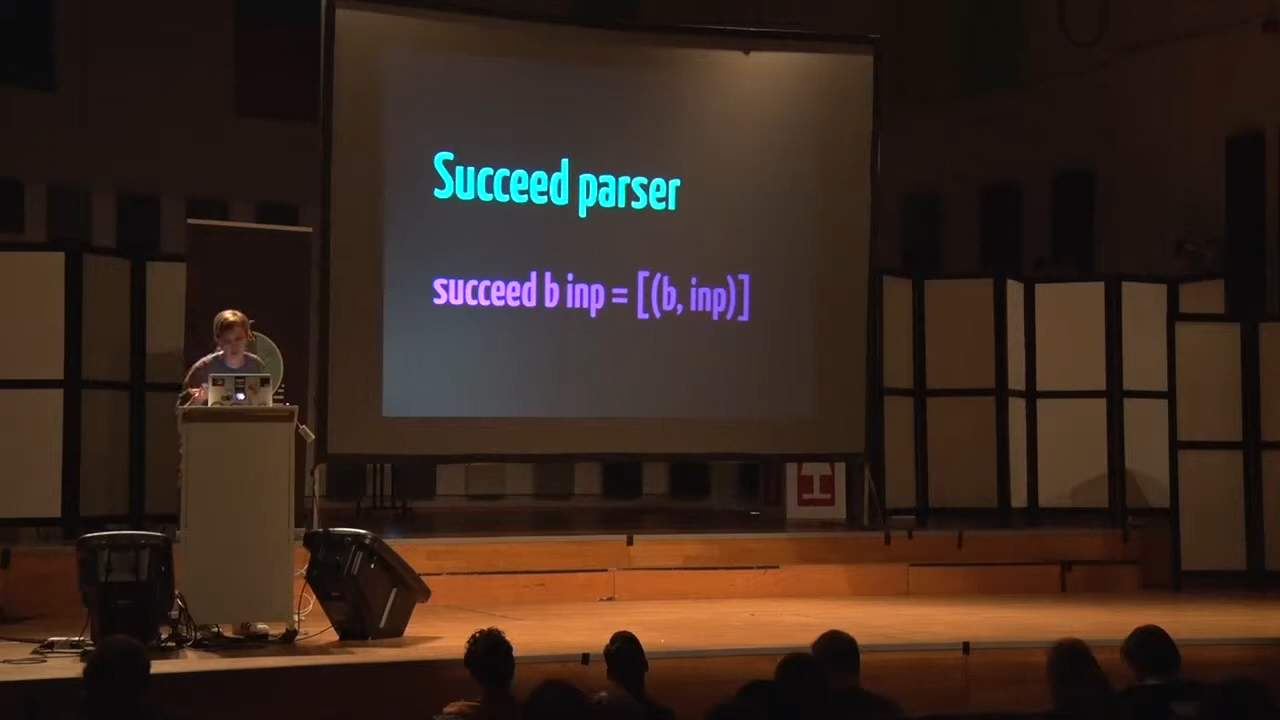 Succeed parser
succeed b inp = [(b, inp)]